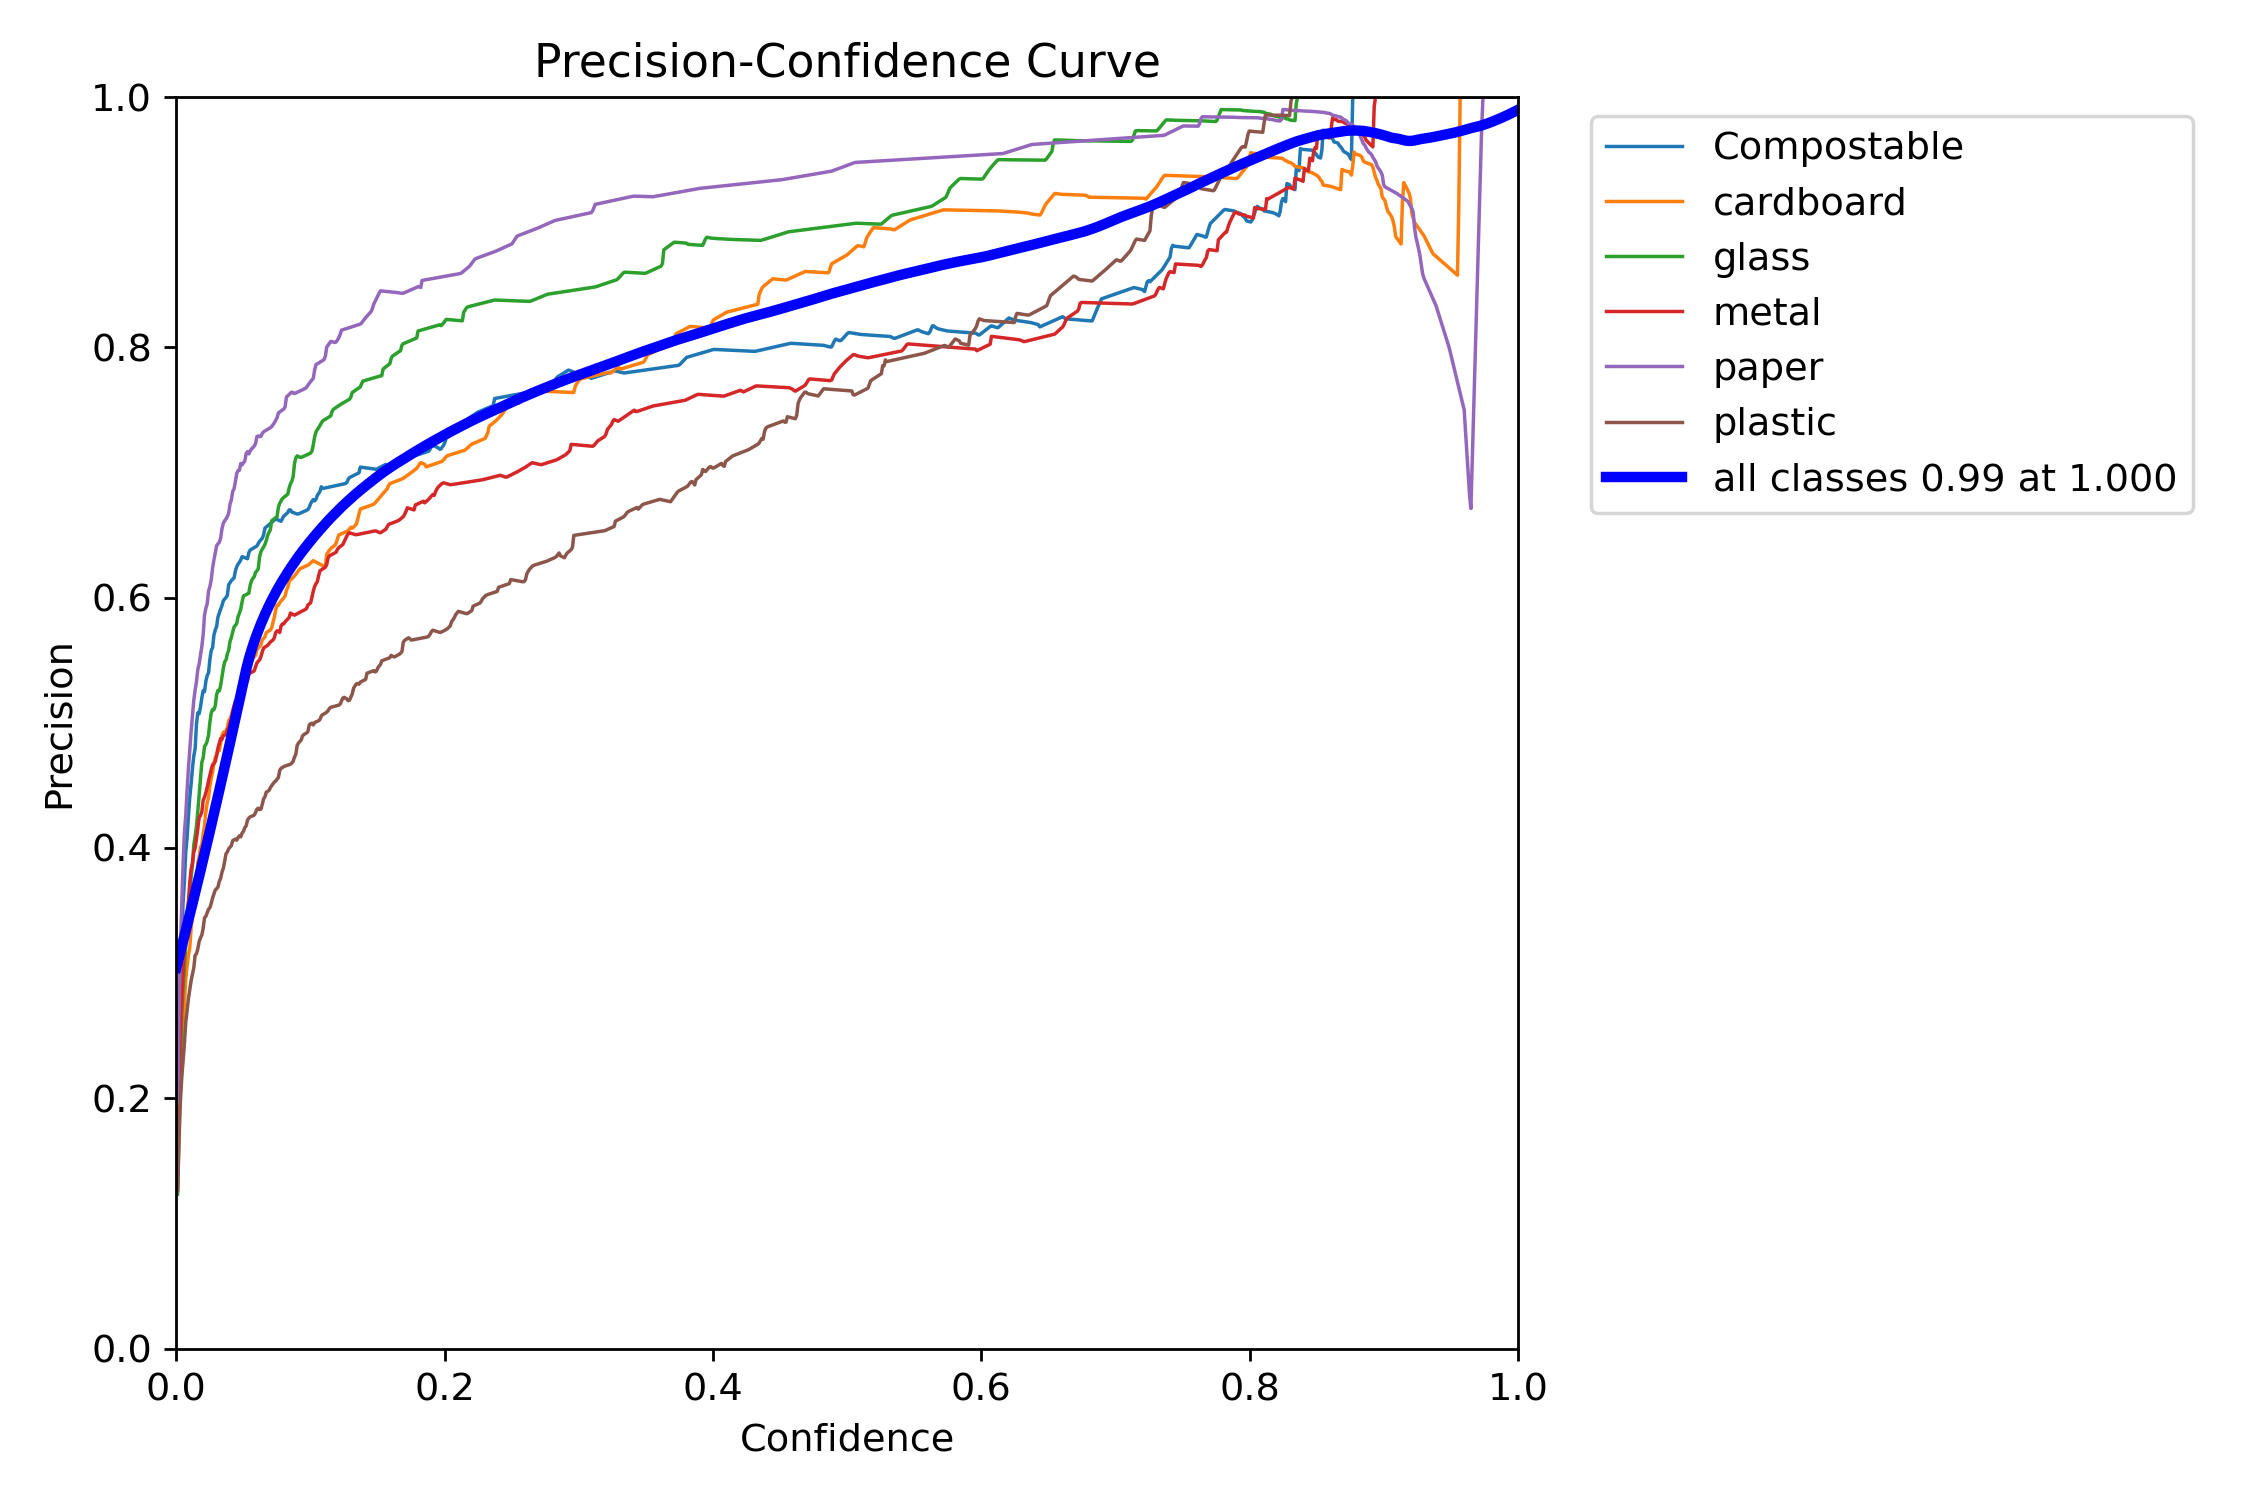 Precision-Confidence Curve
1.0
0.8
0.6
0.4
0.2
0.0
Precision
0.0 0.2 0.4 0.6 0.8 1.0
Confidence
Compostable
cardboard
glass
metal
paper
plastic
all classes 0.99 at 1.000